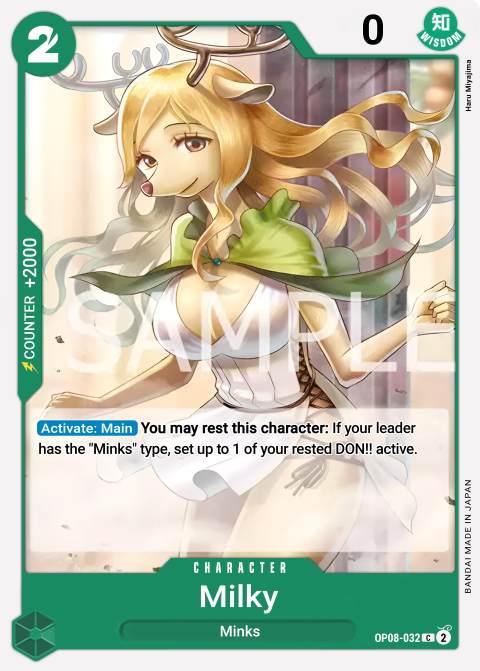 2
0
知
WISDOM
Haru Miyajima
COUNTER +2000
SAMPLE
Activate: Main You may rest this character: If your leader
has the "Minks" type, set up to 1 of your rested DON!! active.
BANDAI MADE IN JAPAN
CHARACTER
Milky
Minks
OP08-032 C 2